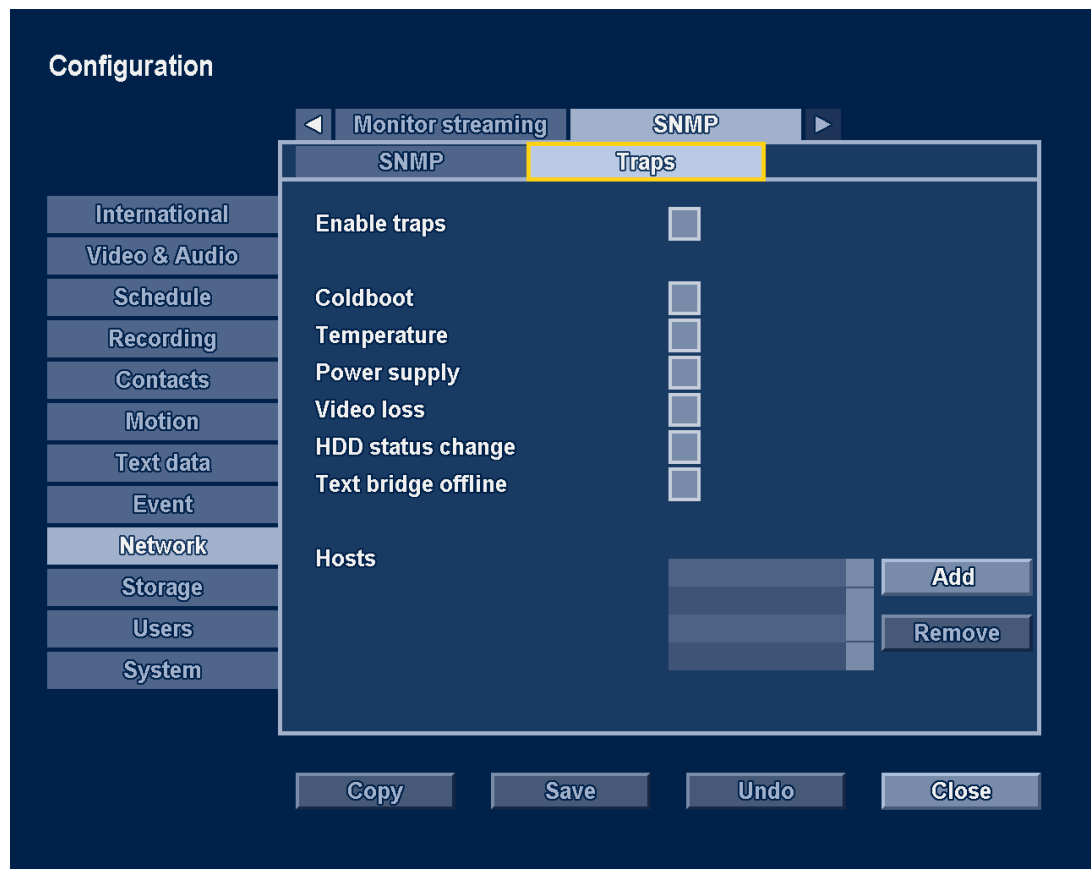 Configuration
Monitor streaming
SNMP
SNMP
Traps
International
Video & Audio
Schedule
Recording
Contacts
Motion
Text data
Event
Network
Storage
Users
System
Enable traps
Coldboot
Temperature
Power supply
Video loss
HDD status change
Text bridge offline
Hosts
Add
Remove
Copy
Save
Undo
Close